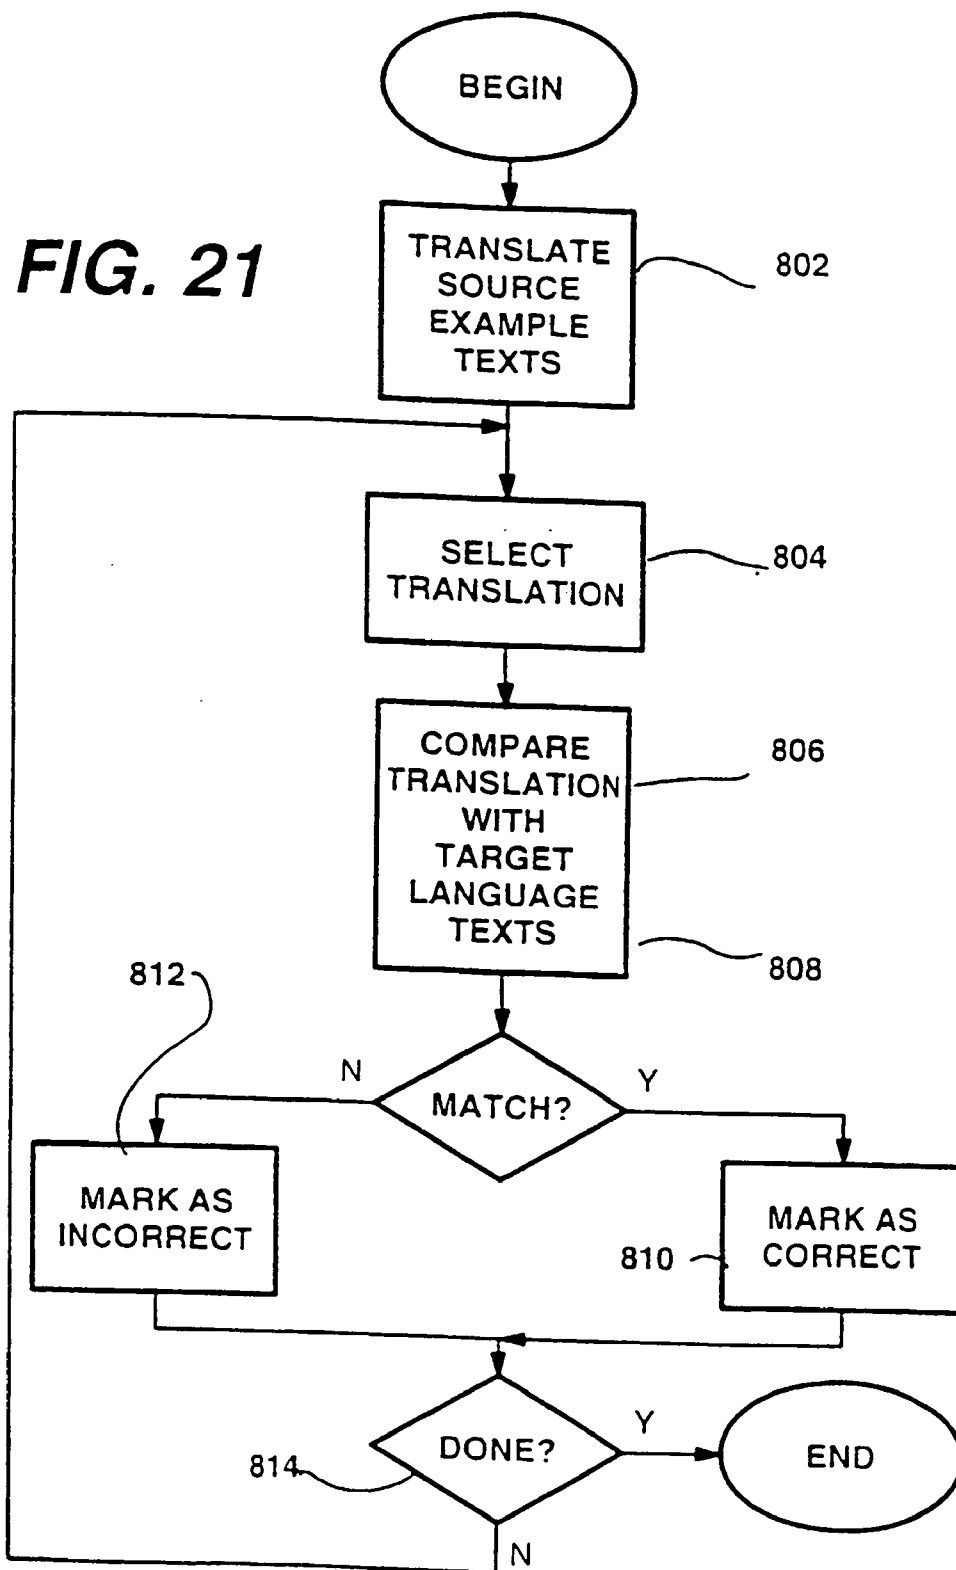 BEGIN
FIG. 21
TRANSLATE
SOURCE
EXAMPLE
TEXTS
802
SELECT
TRANSLATION
804
COMPARE
TRANSLATION
WITH
TARGET
LANGUAGE
TEXTS
806
808
812
N
MATCH?
Y
MARK AS
INCORRECT
810
MARK AS
CORRECT
814
DONE?
Y
END
N